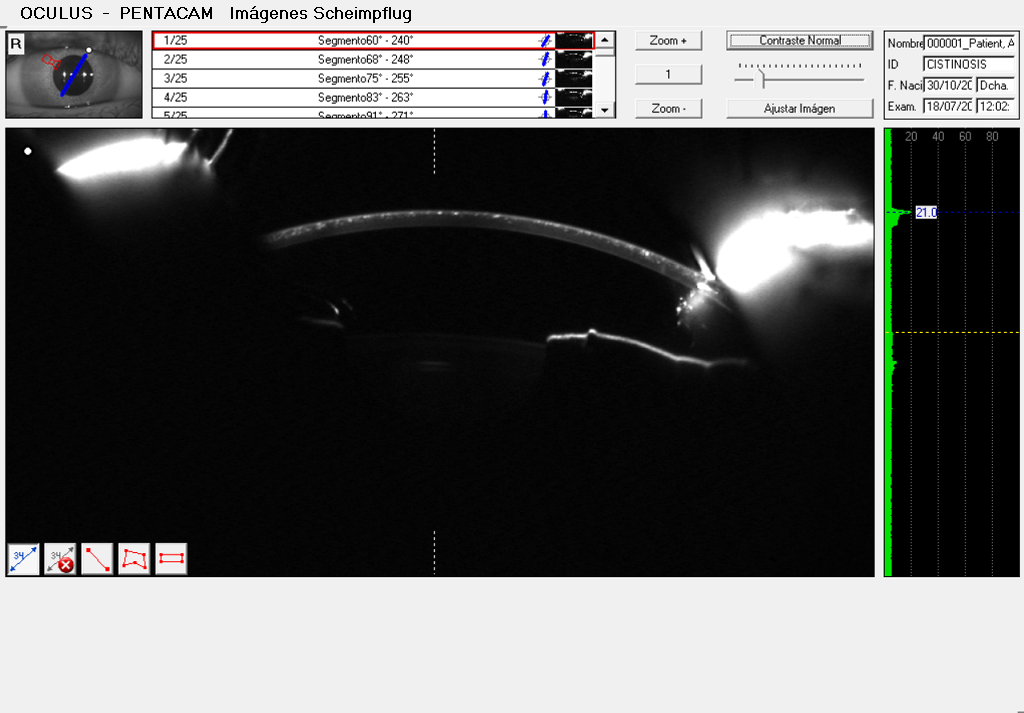 OCULUS - PENTACAM Imágenes Scheimpflug
R
1/25 Segmento60° - 240°
2/25 Segmento68° - 248°
3/25 Segmento75° - 255°
4/25 Segmento83° - 263°
5/25 Segmento91° - 271°
Zoom +
1
Zoom -
Contraste Normal
Ajustar Imágen
Nombre 000001_Patient, A
ID CISTINOSIS
F. Naci 30/10/20 Dcha.
Exam. 18/07/20 12:02:
20 40 60 80
21.0
34
34